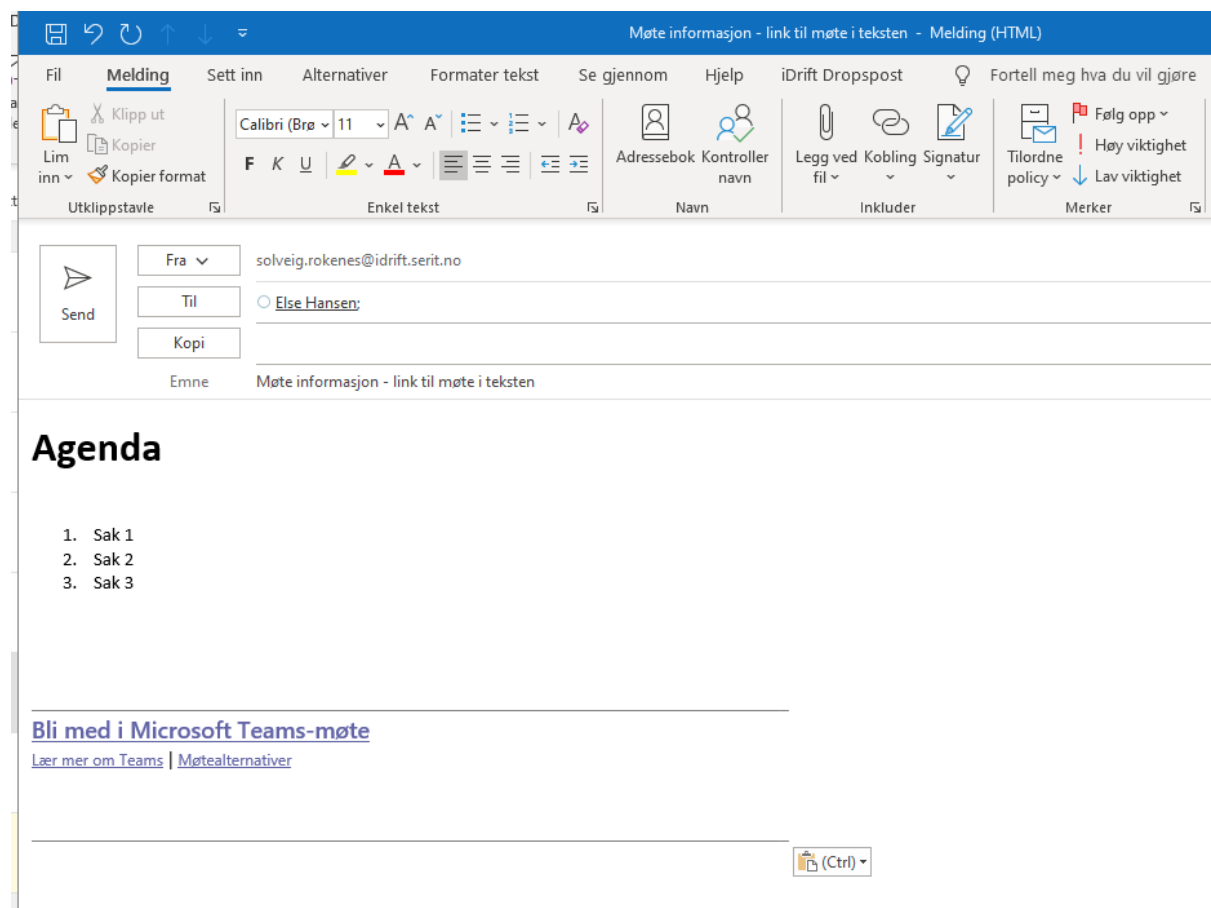 Møte informasjon - link til møte i teksten - Melding (HTML)
Fil Melding Sett inn Alternativer Formater tekst Se gjennom Hjelp iDrift Dropspost Fortell meg hva du vil gjøre
Lim inn
Klipp ut
Kopier
Kopier format
Utklippstavle
Calibri (Brø 11
F K U
Enkel tekst
Adressebok
Kontroller navn
Navn
Legg ved fil
Kobling
Signatur
Inkluder
Tilordne policy
Følg opp
Høy viktighet
Lav viktighet
Merker
Send
Fra solveig.rokenes@idrift.serit.no
Til Else Hansen;
Kopi
Emne Møte informasjon - link til møte i teksten
Agenda
1. Sak 1
2. Sak 2
3. Sak 3
Bli med i Microsoft Teams-møte
Lær mer om Teams | Møtealternativer
(Ctrl)